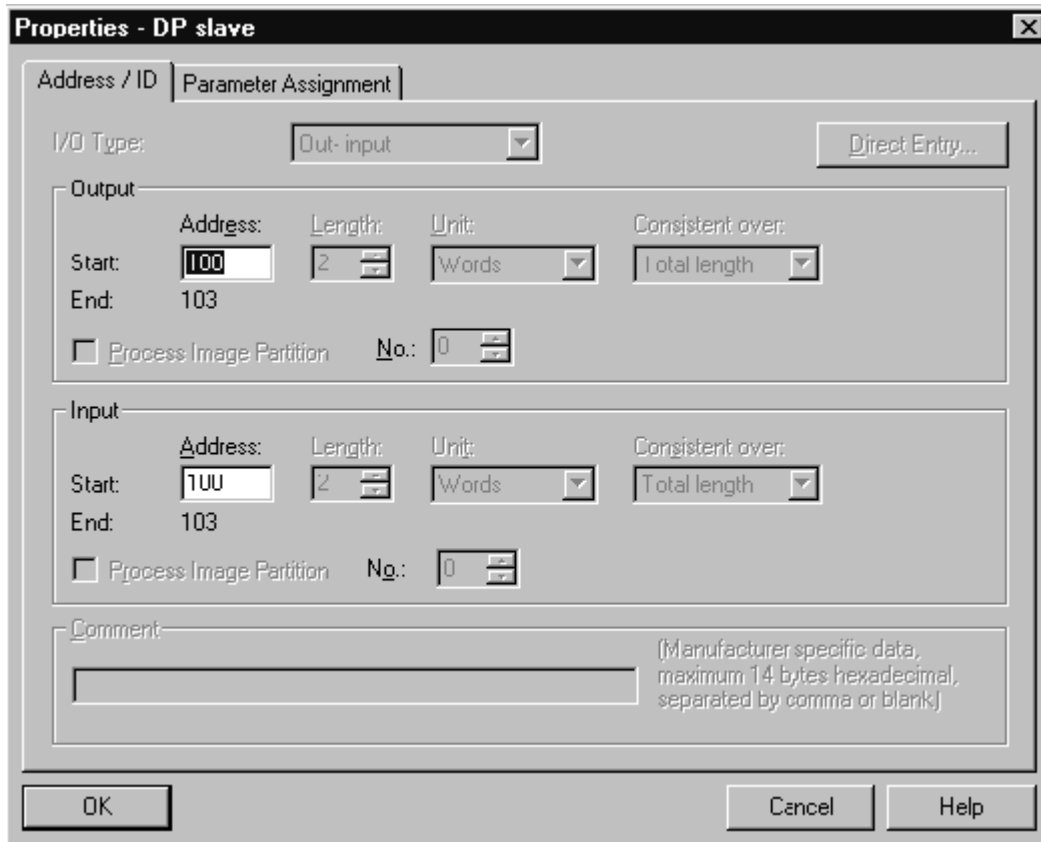 Properties - DP slave
Address / ID Parameter Assignment
I/O Type: Out- input Direct Entry...
Output
Address: Length: Unit: Consistent over:
Start: 100 2 Words Total length
End: 103
Process Image Partition No.: 0
Input
Address: Length: Unit: Consistent over:
Start: 100 2 Words Total length
End: 103
Process Image Partition No.: 0
Comment
(Manufacturer specific data,
maximum 14 bytes hexadecimal,
separated by comma or blank)
OK Cancel Help